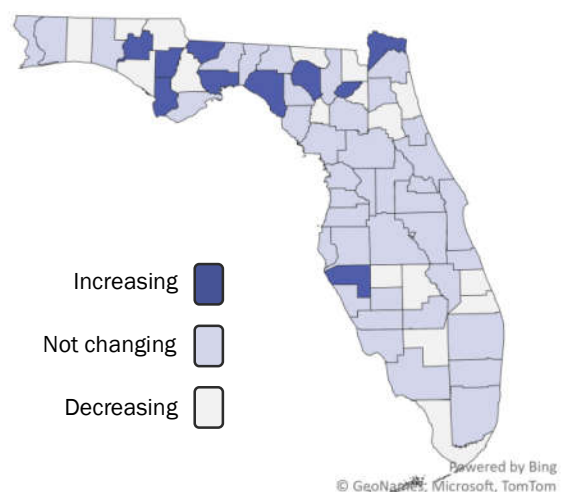 Increasing
Not changing
Decreasing
Powered by Bing
© GeoNames, Microsoft, TomTom